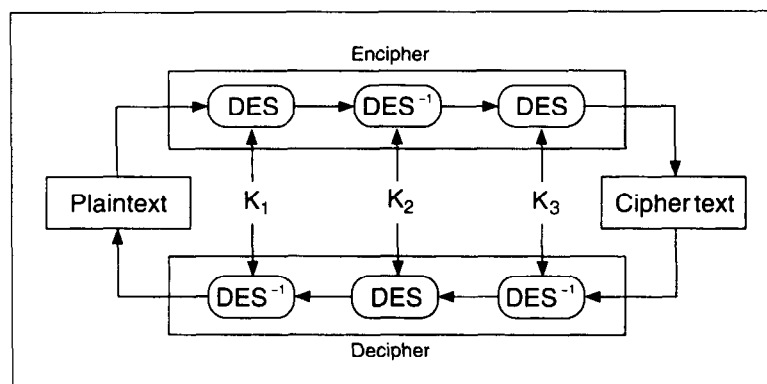 Encipher
DES DES⁻¹ DES
Plaintext K₁ K₂ K₃ Cipher text
DES⁻¹ DES DES⁻¹
Decipher